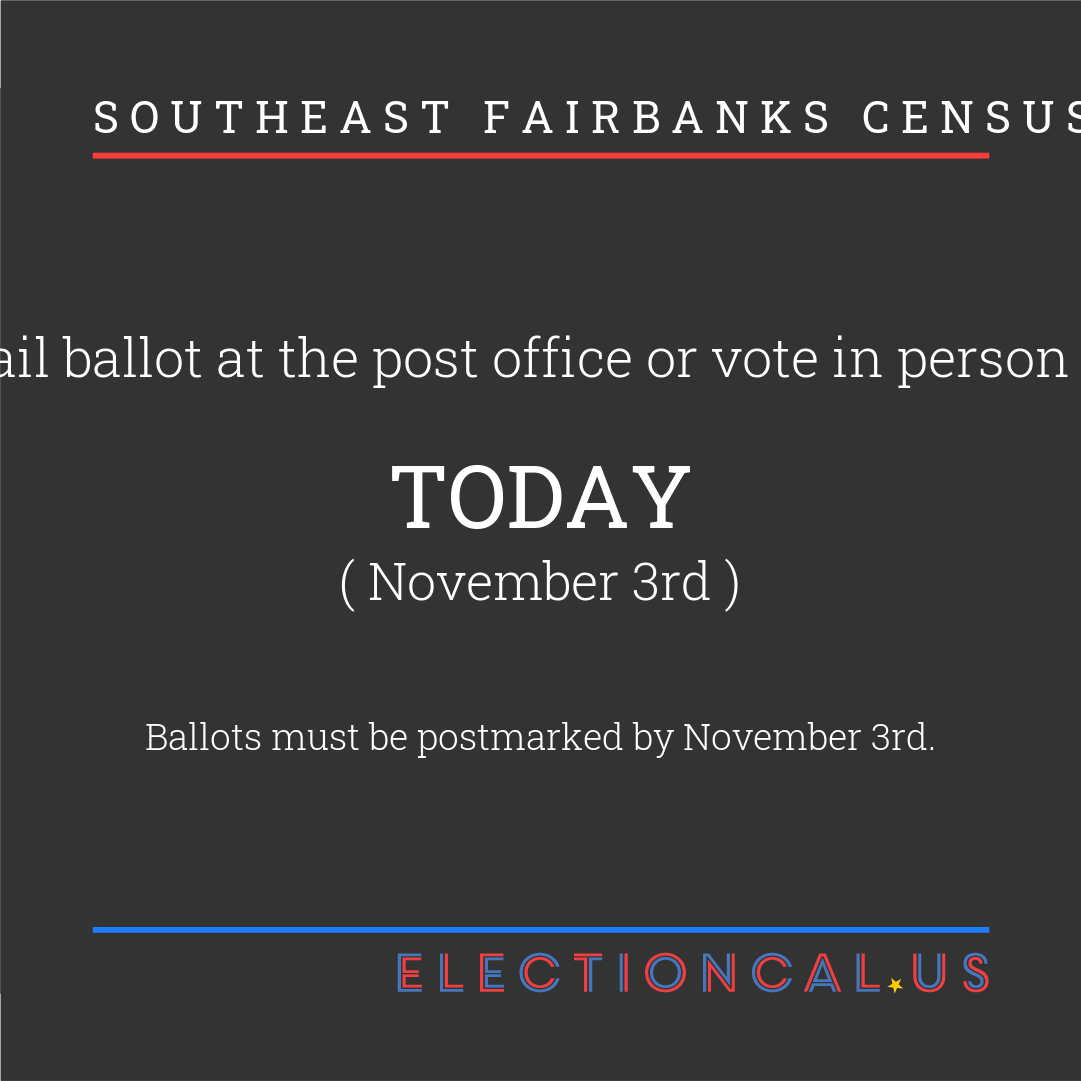 SOUTHEAST FAIRBANKS CENSUS
ail ballot at the post office or vote in person
TODAY
( November 3rd )
Ballots must be postmarked by November 3rd.
ELECTIONCAL.US